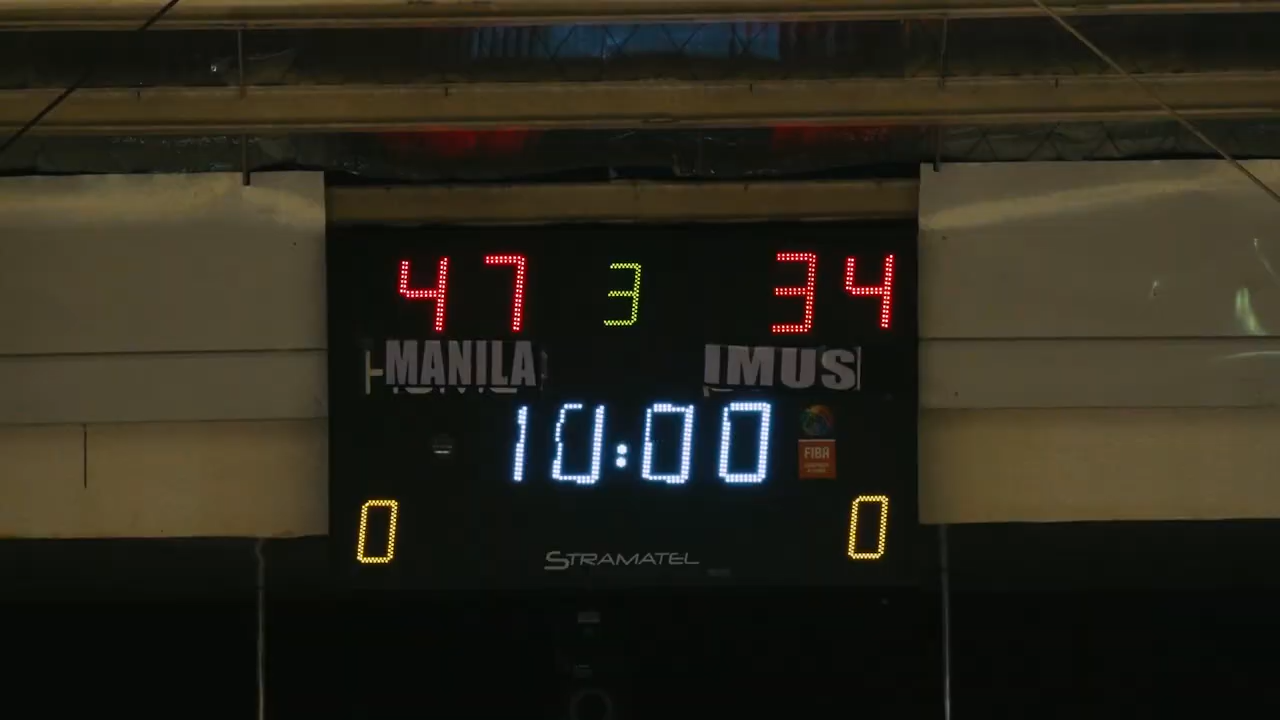 47 3 34
MANILA IMUS
10:00
FIBA
0 0
STRAMATEL